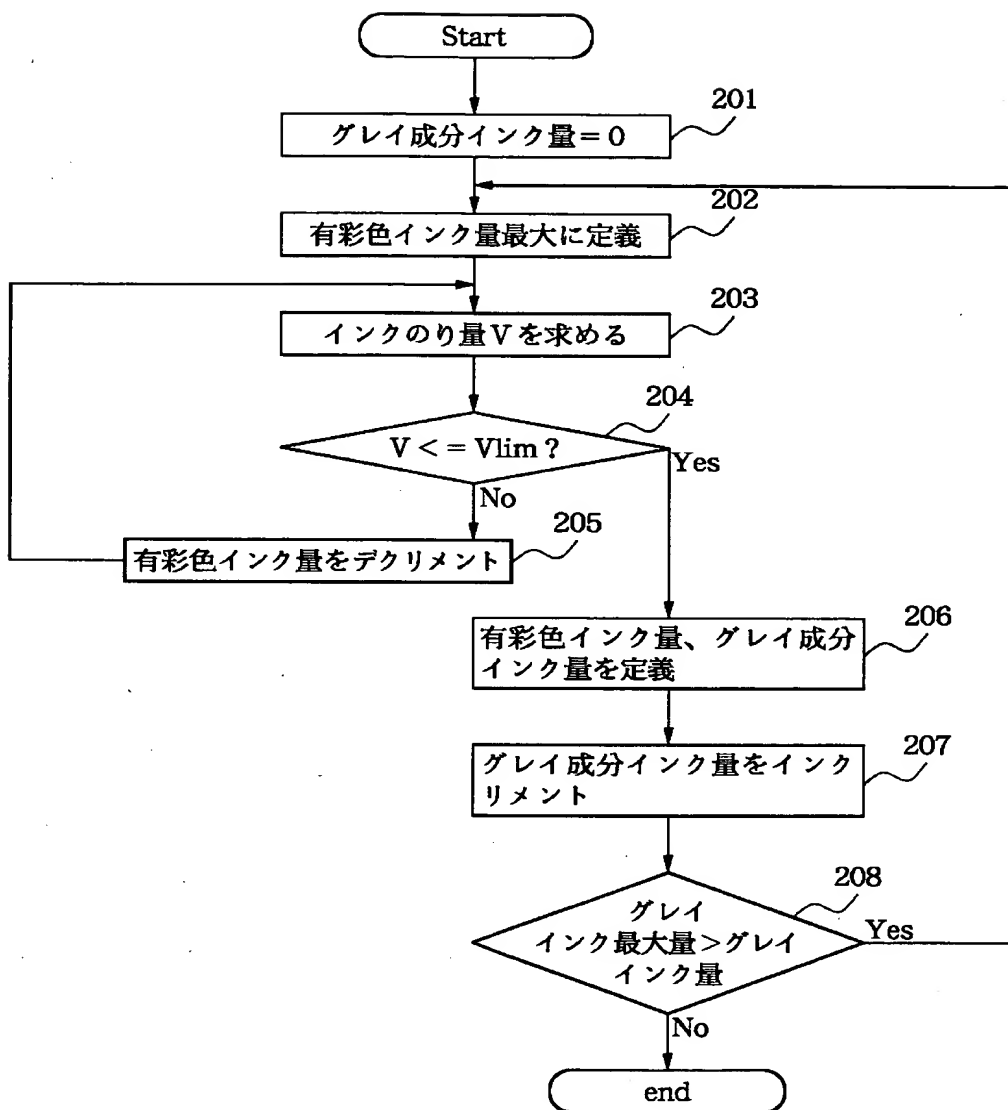 Start
201
グレイ成分インク量=0
202
有彩色インク量最大に定義
203
インクのり量Vを求める
204
V<=Vlim?
Yes
No
205
有彩色インク量をデクリメント
206
有彩色インク量、グレイ成分
インク量を定義
207
グレイ成分インク量をインク
リメント
208
グレイ
インク最大量>グレイ
インク量
Yes
No
end